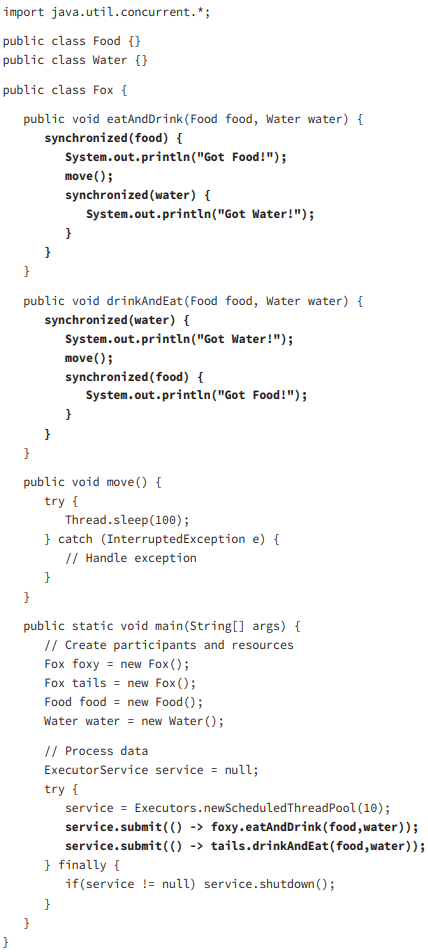 import java.util.concurrent.*;
public class Food {}
public class Water {}
public class Fox {
   public void eatAndDrink(Food food, Water water) {
      synchronized(food) {
         System.out.println("Got Food!");
         move();
         synchronized(water) {
            System.out.println("Got Water!");
         }
      }
   }
   public void drinkAndEat(Food food, Water water) {
      synchronized(water) {
         System.out.println("Got Water!");
         move();
         synchronized(food) {
            System.out.println("Got Food!");
         }
      }
   }
   public void move() {
      try {
         Thread.sleep(100);
      } catch (InterruptedException e) {
         // Handle exception
      }
   }
   public static void main(String[] args) {
      // Create participants and resources
      Fox foxy = new Fox();
      Fox tails = new Fox();
      Food food = new Food();
      Water water = new Water();
      // Process data
      ExecutorService service = null;
      try {
         service = Executors.newScheduledThreadPool(10);
         service.submit(() -> foxy.eatAndDrink(food,water));
         service.submit(() -> tails.drinkAndEat(food,water));
      } finally {
         if(service != null) service.shutdown();
      }
   }
}